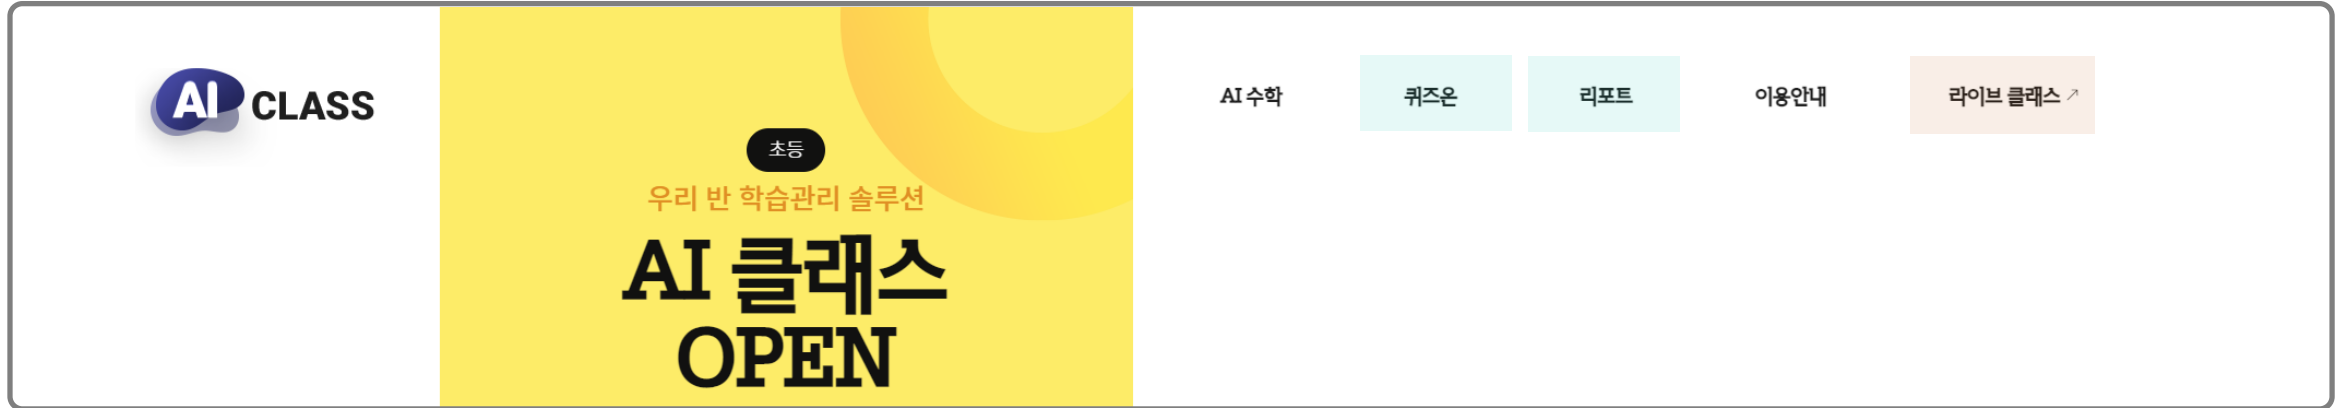 AI CLASS
초등
우리 반 학습관리 솔루션
AI 클래스
OPEN
AI 수학
퀴즈온
리포트
이용안내
라이브 클래스 ↗